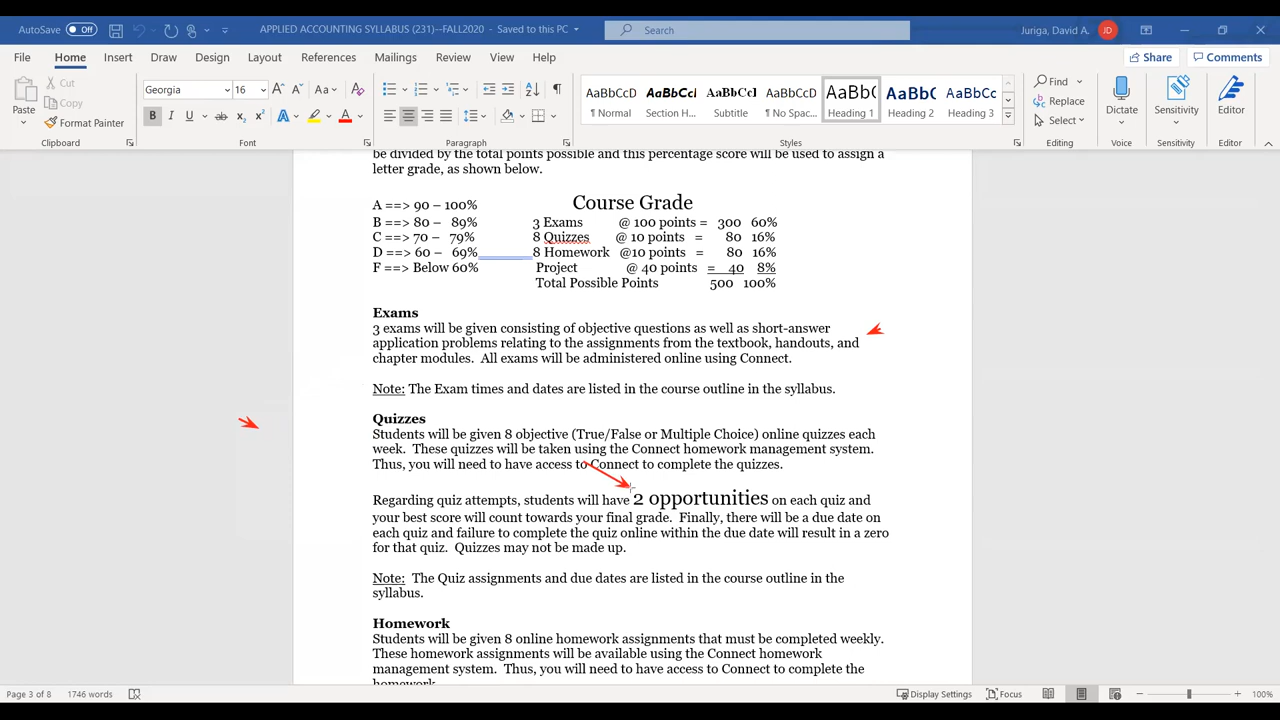 AutoSave Off APPLIED ACCOUNTING SYLLABUS (231)--FALL2020 - Saved to this PC Search Juriga, David A. JD
File Home Insert Draw Design Layout References Mailings Review View Help Share Comments
Paste Cut Copy Format Painter
Clipboard
Georgia 16 Aa
B I U ab x2 x2 A A
Font
Paragraph
AaBbCcD AaBbCcI AaBbCcI AaBbCcD AaBbC AaBbC AaBbCc
¶ Normal Section H... Subtitle ¶ No Spac... Heading 1 Heading 2 Heading 3
Styles
Find Replace Select
Editing
Dictate
Voice
Sensitivity
Sensitivity
Editor
Editor
be divided by the total points possible and this percentage score will be used to assign a
letter grade, as shown below.
A ==> 90 – 100% Course Grade
B ==> 80 – 89% 3 Exams @ 100 points = 300 60%
C ==> 70 – 79% 8 Quizzes @ 10 points = 80 16%
D ==> 60 – 69% 8 Homework @10 points = 80 16%
F ==> Below 60% Project @ 40 points = 40 8%
Total Possible Points 500 100%
Exams
3 exams will be given consisting of objective questions as well as short-answer
application problems relating to the assignments from the textbook, handouts, and
chapter modules. All exams will be administered online using Connect.
Note: The Exam times and dates are listed in the course outline in the syllabus.
Quizzes
Students will be given 8 objective (True/False or Multiple Choice) online quizzes each
week. These quizzes will be taken using the Connect homework management system.
Thus, you will need to have access to Connect to complete the quizzes.
Regarding quiz attempts, students will have 2 opportunities on each quiz and
your best score will count towards your final grade. Finally, there will be a due date on
each quiz and failure to complete the quiz online within the due date will result in a zero
for that quiz. Quizzes may not be made up.
Note: The Quiz assignments and due dates are listed in the course outline in the
syllabus.
Homework
Students will be given 8 online homework assignments that must be completed weekly.
These homework assignments will be available using the Connect homework
management system. Thus, you will need to have access to Connect to complete the
homework.
Page 3 of 8 1746 words Display Settings Focus 100%